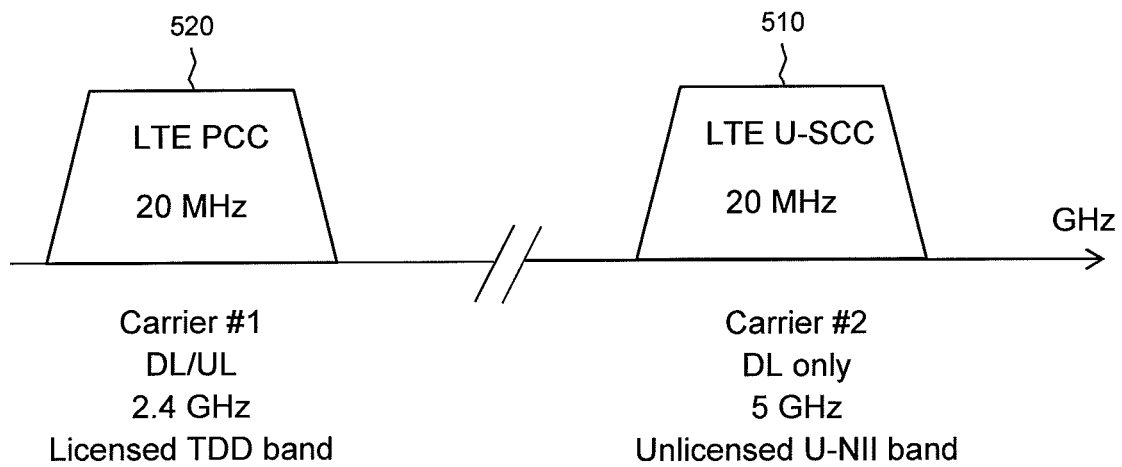 520
510
LTE PCC
20 MHz
LTE U-SCC
20 MHz
GHz
Carrier #1
DL/UL
2.4 GHz
Licensed TDD band
Carrier #2
DL only
5 GHz
Unlicensed U-NII band